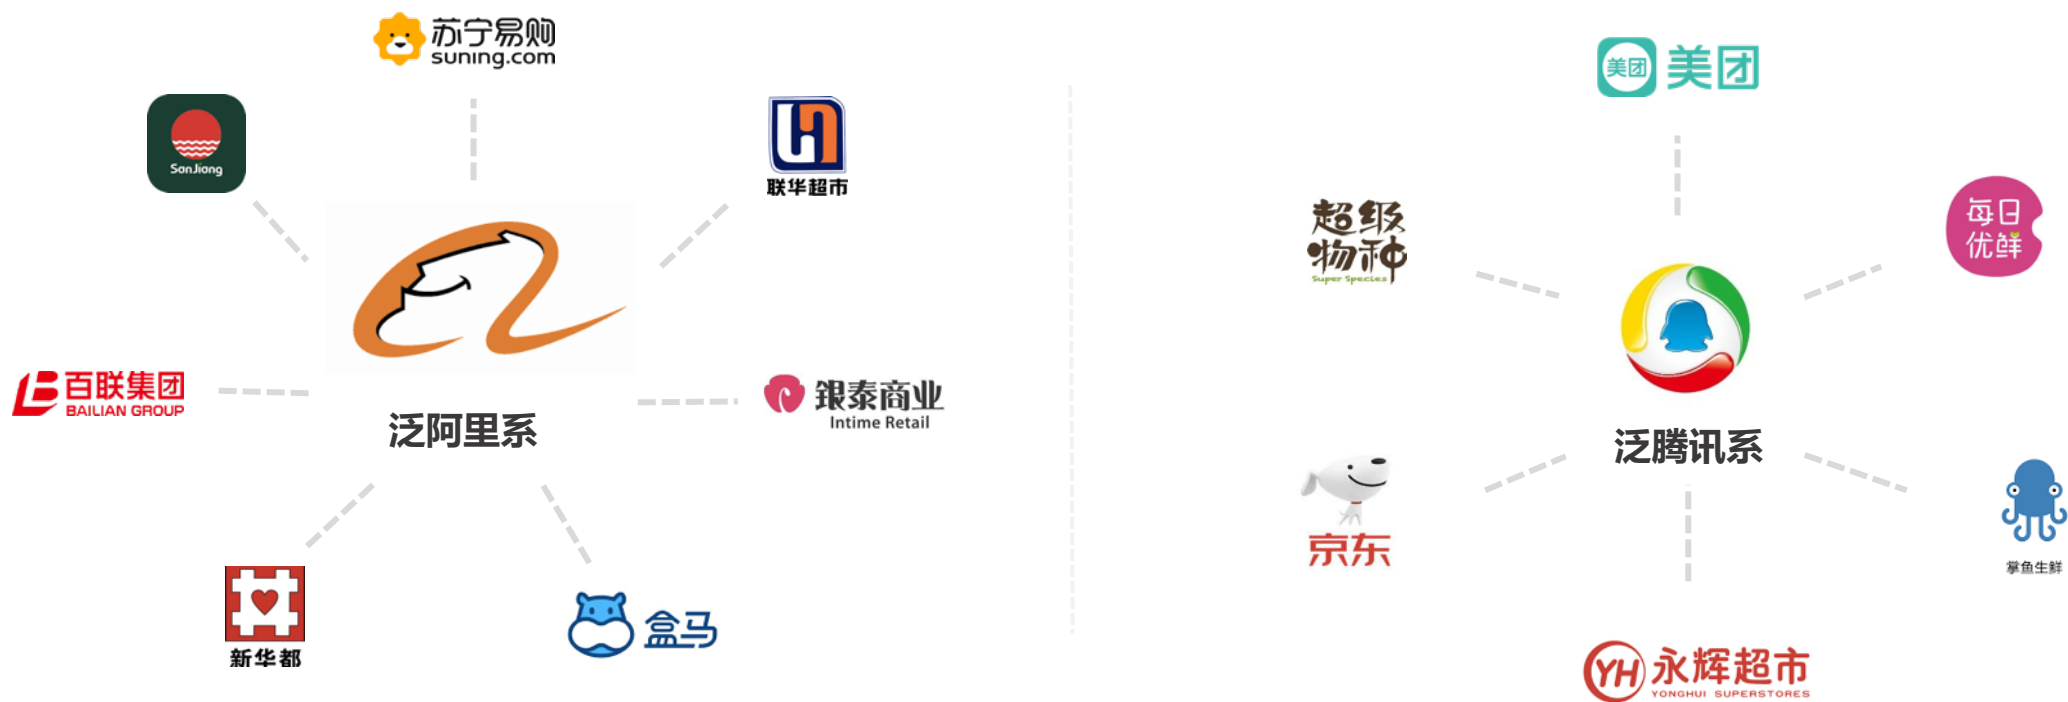 苏宁易购
suning.com
SanJiang
联华超市
百联集团
BAILIAN GROUP
泛阿里系
银泰商业
Intime Retail
新华都
盒马
美团
美团
超级
物种
Super Species
每日
优鲜
泛腾讯系
京东
掌鱼生鲜
YH
永辉超市
YONGHUI SUPERSTORES